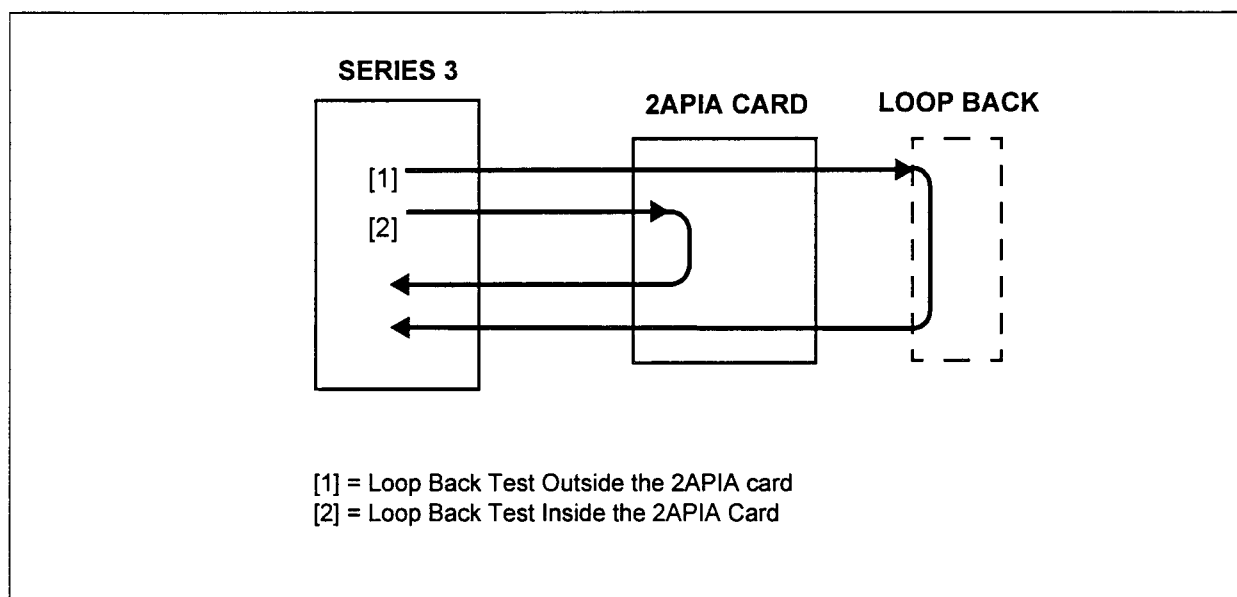 SERIES 3
2APIA CARD
LOOP BACK
[1]
[2]
[1] = Loop Back Test Outside the 2APIA card
[2] = Loop Back Test Inside the 2APIA Card